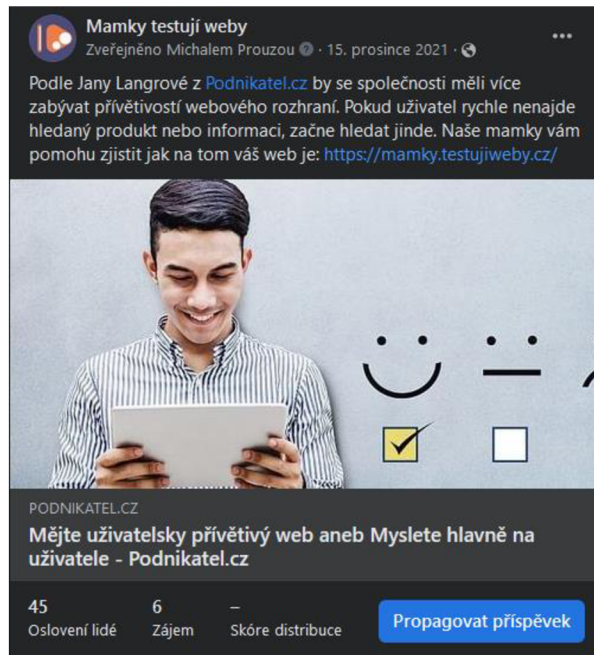 Mamky testují weby
Zveřejněno Michalem Prouzou · 15. prosince 2021 ·
Podle Jany Langrové z Podnikatel.cz by se společnosti měli více
zabývat přívětivostí webového rozhraní. Pokud uživatel rychle nenajde
hledaný produkt nebo informaci, začne hledat jinde. Naše mamky vám
pomohu zjistit jak na tom váš web je: https://mamky.testujiweby.cz/
PODNIKATEL.CZ
Mějte uživatelsky přívětivý web aneb Myslete hlavně na
uživatele - Podnikatel.cz
45 6 –
Oslovení lidé Zájem Skóre distribuce
Propagovat příspěvek